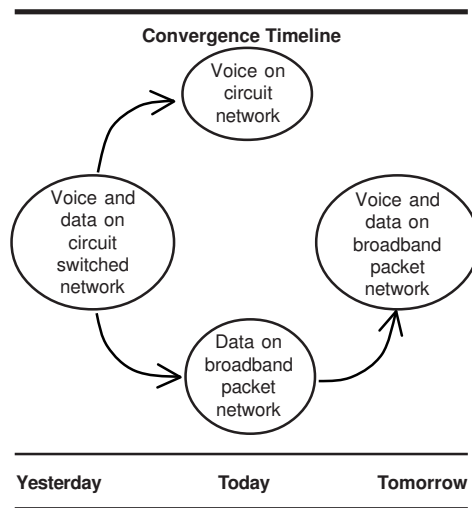 Convergence Timeline
Voice on
circuit
network
Voice and
data on
circuit
switched
network
Voice and
data on
broadband
packet
network
Data on
broadband
packet
network
Yesterday Today Tomorrow